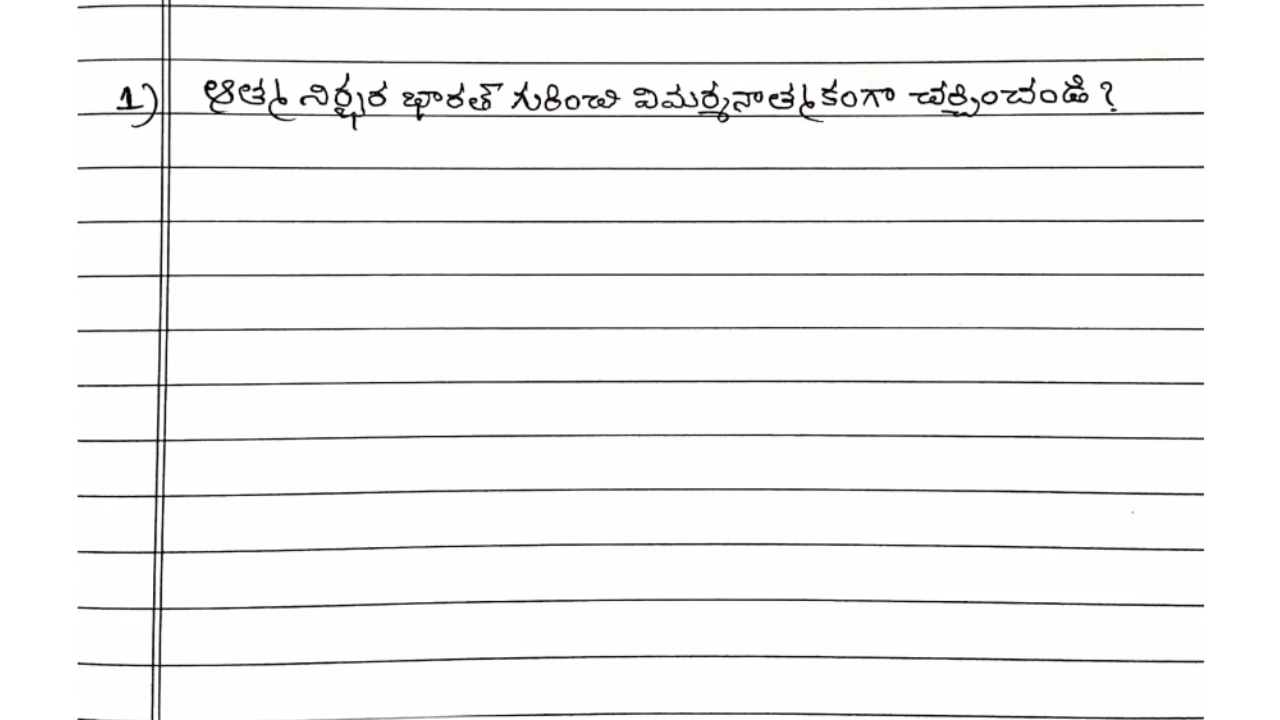 1) ఆత్మ నిర్భర భారత్ గురించి విమర్శనాత్మకంగా చర్చించండి ?